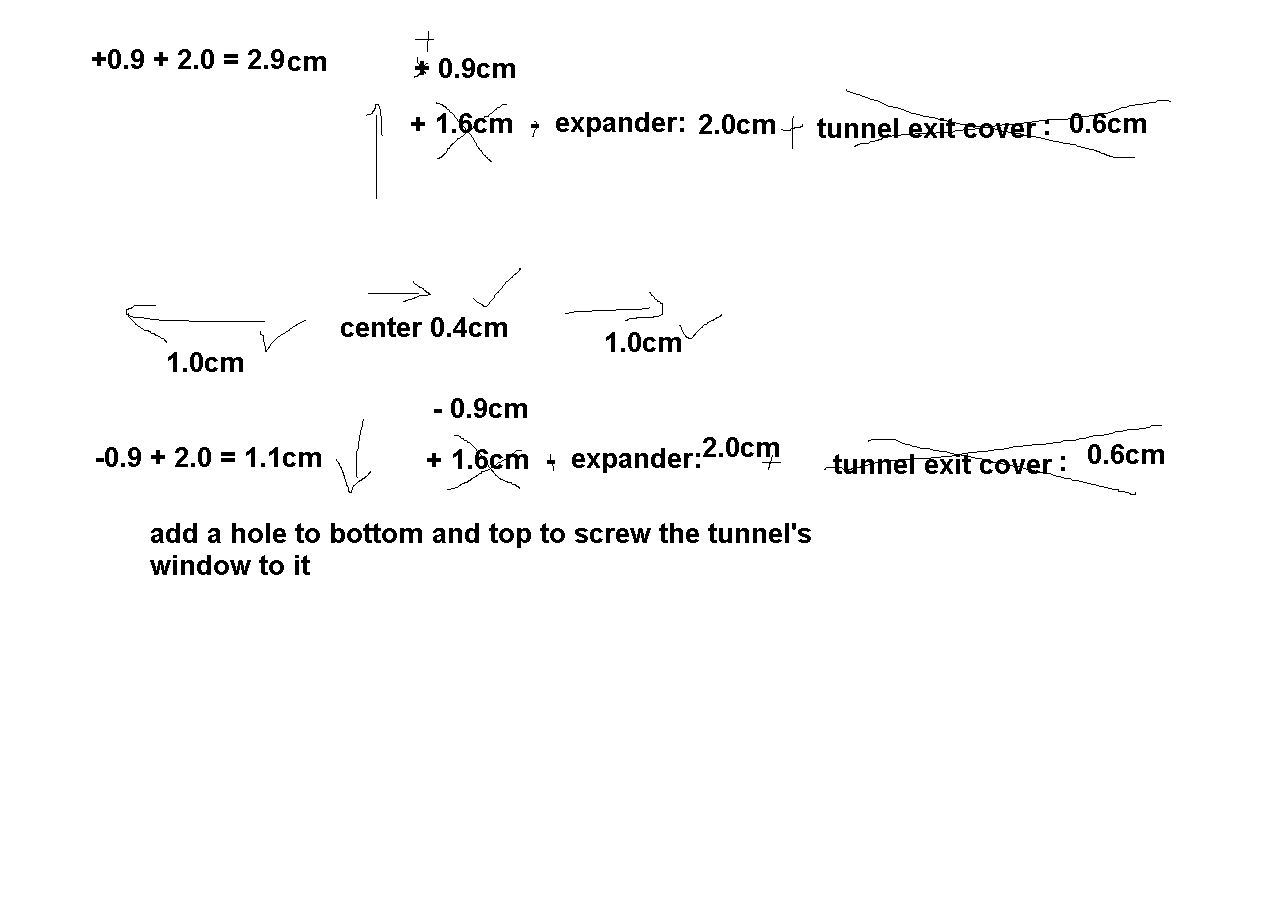 +0.9 + 2.0 = 2.9cm
+ 0.9cm
+ 1.6cm - expander: 2.0cm + tunnel exit cover : 0.6cm
center 0.4cm
1.0cm
1.0cm
- 0.9cm
-0.9 + 2.0 = 1.1cm
+ 1.6cm - expander: 2.0cm + tunnel exit cover : 0.6cm
add a hole to bottom and top to screw the tunnel's
window to it